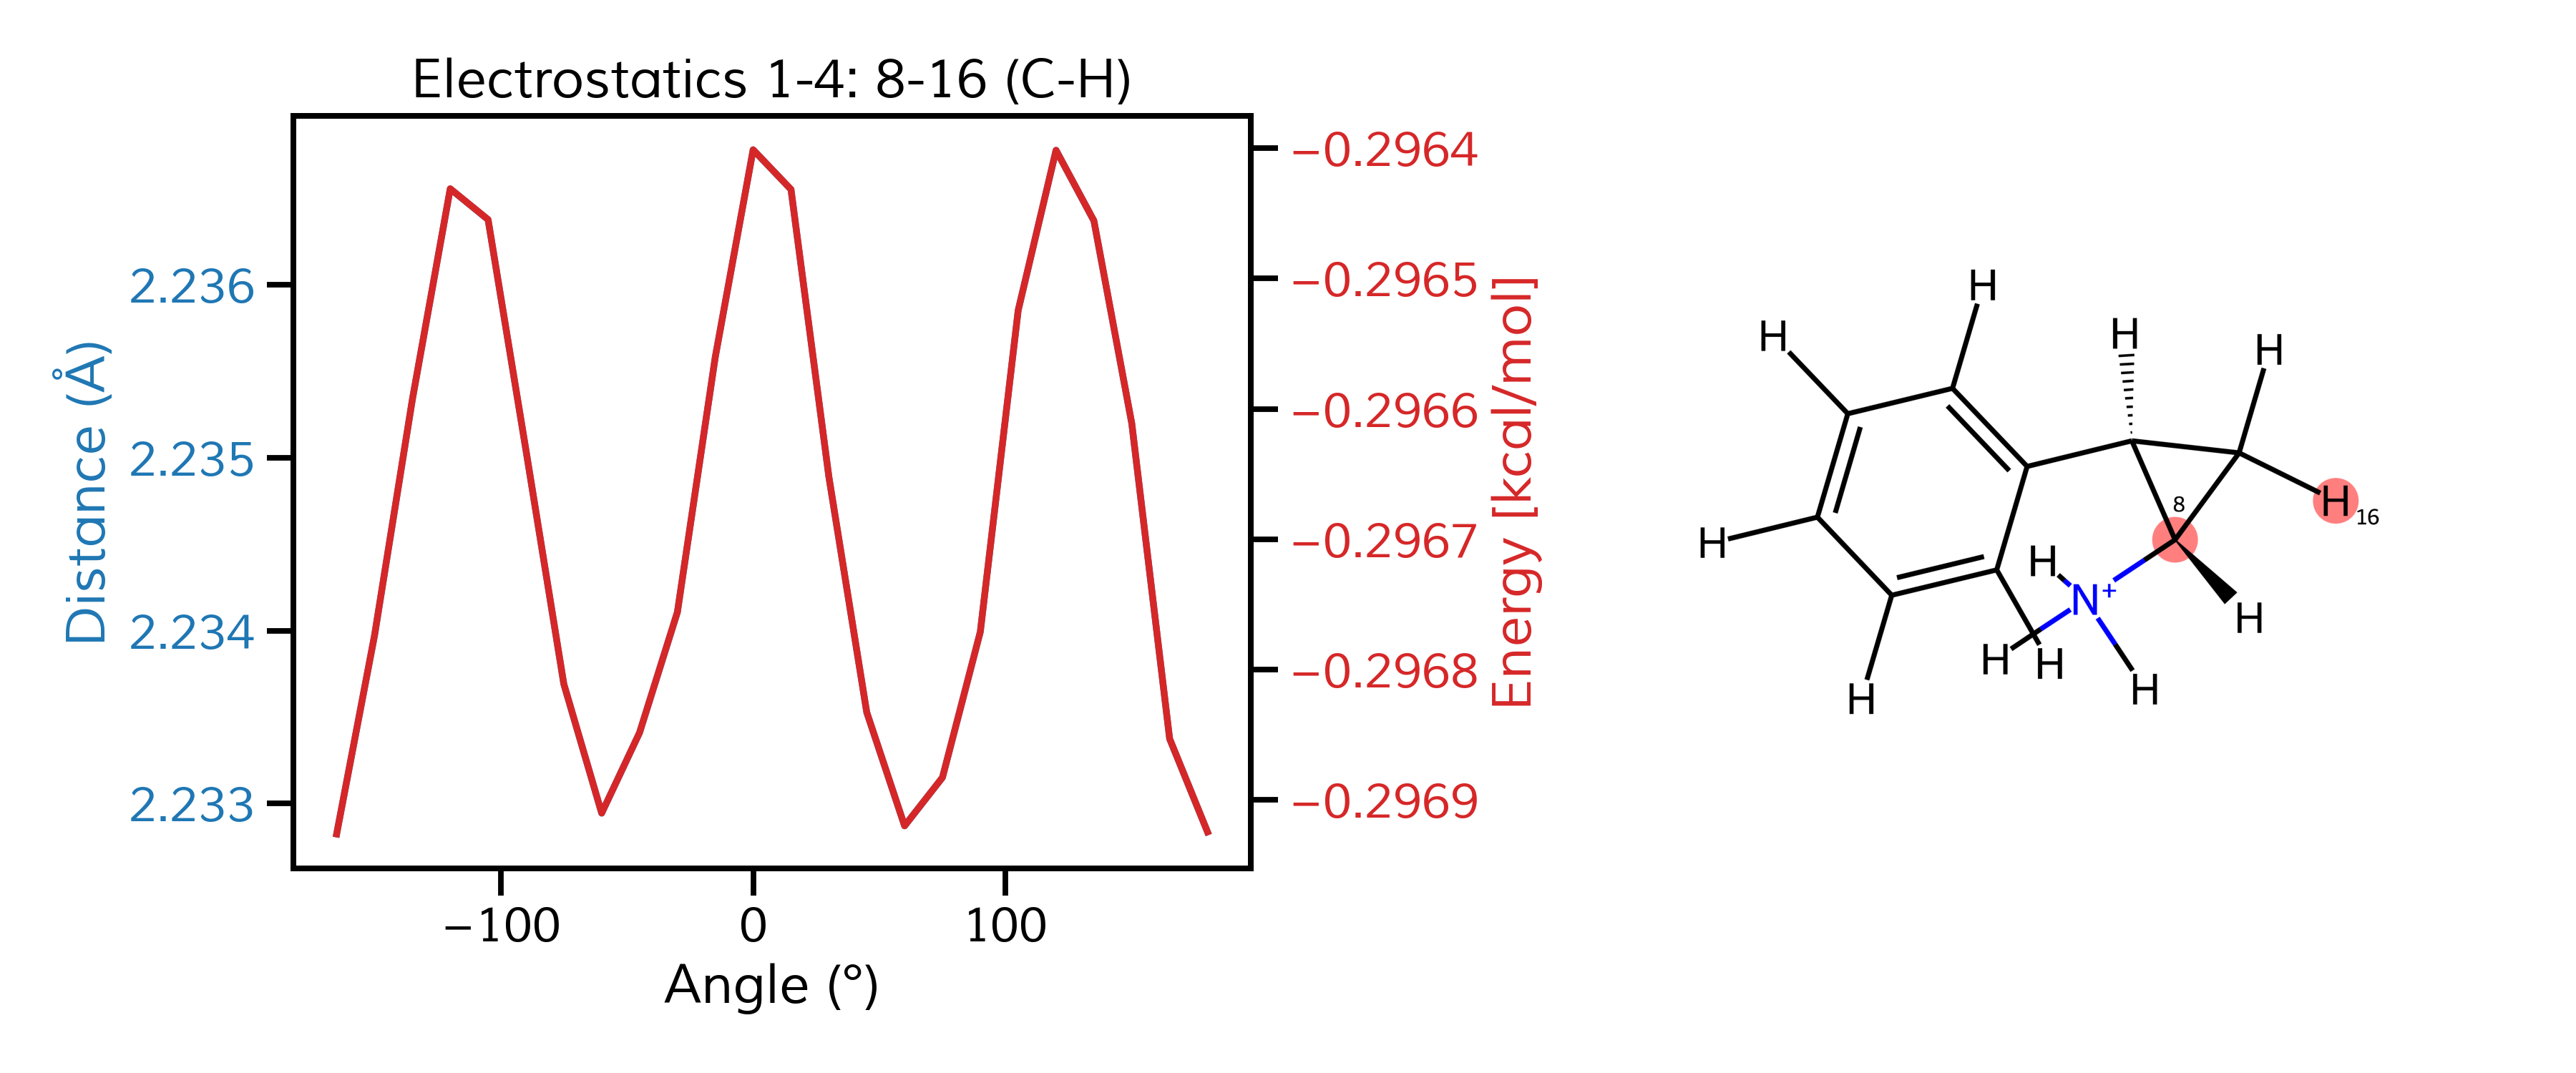 Electrostatics 1-4: 8-16 (C-H)
Distance (Å)
2.236
2.235
2.234
2.233
−0.2964
−0.2965
−0.2966
−0.2967
−0.2968
−0.2969
Energy [kcal/mol]
−100
0
100
Angle (°)
H
H
H
H
H
8
H
16
H
H
N⁺
H
H
H
H
H